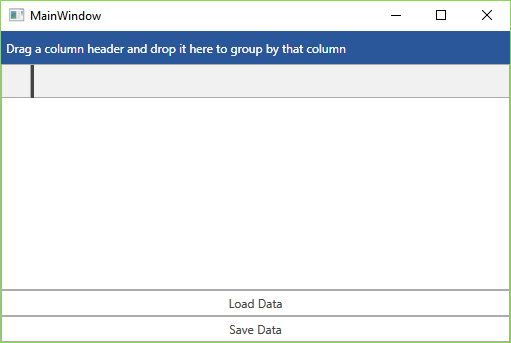 MainWindow
Drag a column header and drop it here to group by that column
Load Data
Save Data